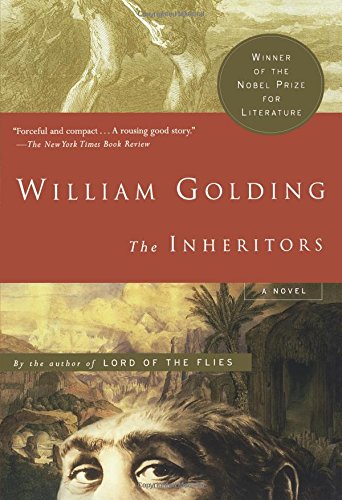 WINNER
OF THE
NOBEL PRIZE
FOR
LITERATURE
"Forceful and compact . . . A rousing good story."
—The New York Times Book Review
WILLIAM GOLDING
The INHERITORS
A NOVEL
By the author of LORD OF THE FLIES